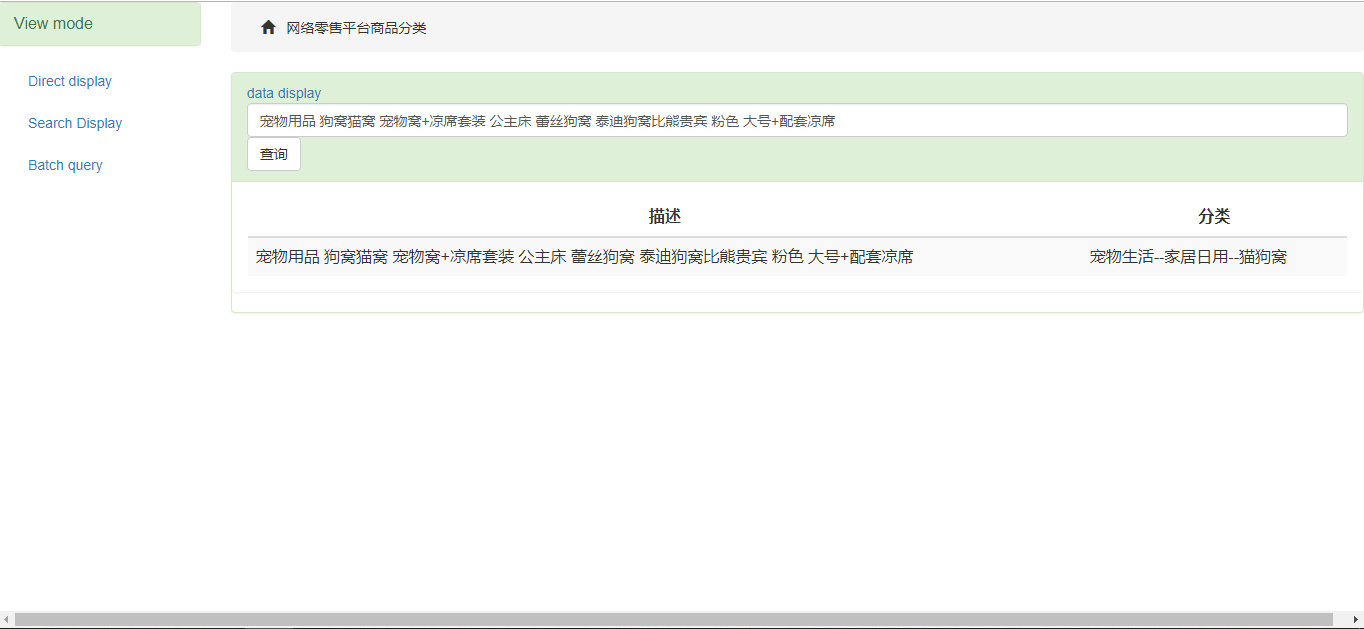 View mode
Direct display
Search Display
Batch query
网络零售平台商品分类
data display
宠物用品 狗窝猫窝 宠物窝+凉席套装 公主床 蕾丝狗窝 泰迪狗窝比熊贵宾 粉色 大号+配套凉席
查询
描述 分类
宠物用品 狗窝猫窝 宠物窝+凉席套装 公主床 蕾丝狗窝 泰迪狗窝比熊贵宾 粉色 大号+配套凉席 宠物生活--家居日用--猫狗窝